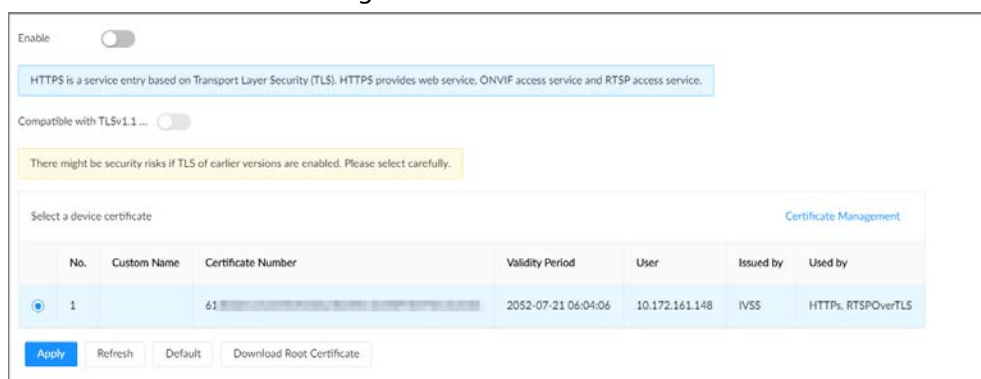 Enable
HTTPS is a service entry based on Transport Layer Security (TLS). HTTPS provides web service, ONVIF access service and RTSP access service.
Compatible with TLSv1.1 ...
There might be security risks if TLS of earlier versions are enabled. Please select carefully.
Select a device certificate Certificate Management
No. Custom Name Certificate Number Validity Period User Issued by Used by
1 61 2052-07-21 06:04:06 10.172.161.148 IVSS HTTPs, RTSPOverTLS
Apply Refresh Default Download Root Certificate